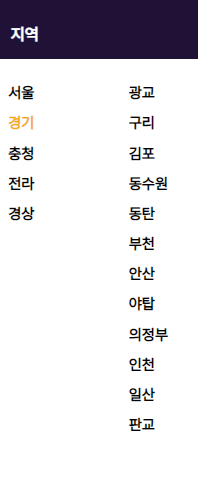 지역
서울
경기
충청
전라
경상
광교
구리
김포
동수원
동탄
부천
안산
야탑
의정부
인천
일산
판교